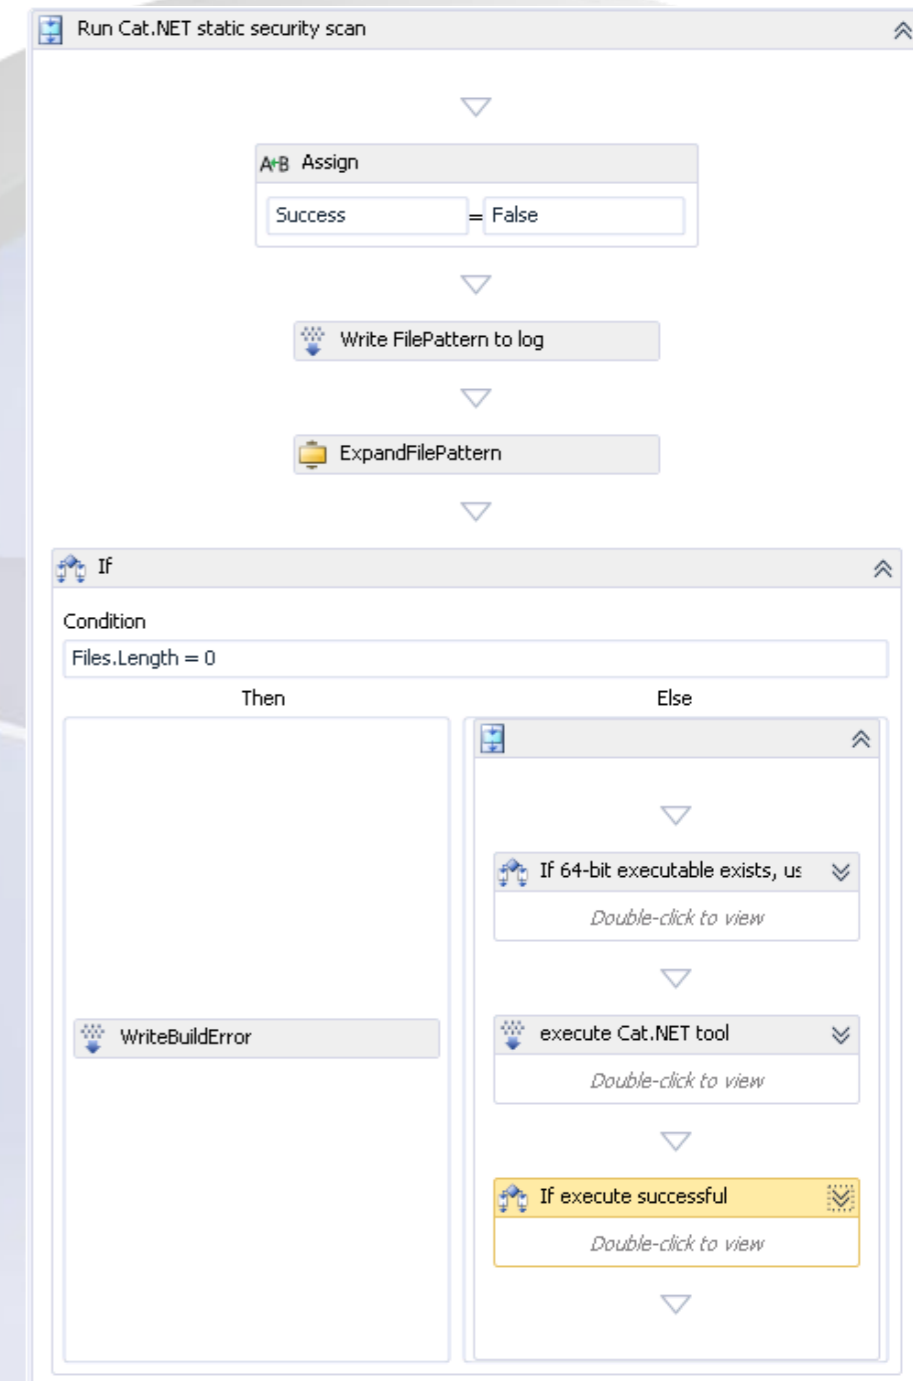 Run Cat.NET static security scan
A+B Assign
Success = False
Write FilePattern to log
ExpandFilePattern
If
Condition
Files.Length = 0
Then Else
If 64-bit executable exists, us
Double-click to view
WriteBuildError
execute Cat.NET tool
Double-click to view
If execute successful
Double-click to view